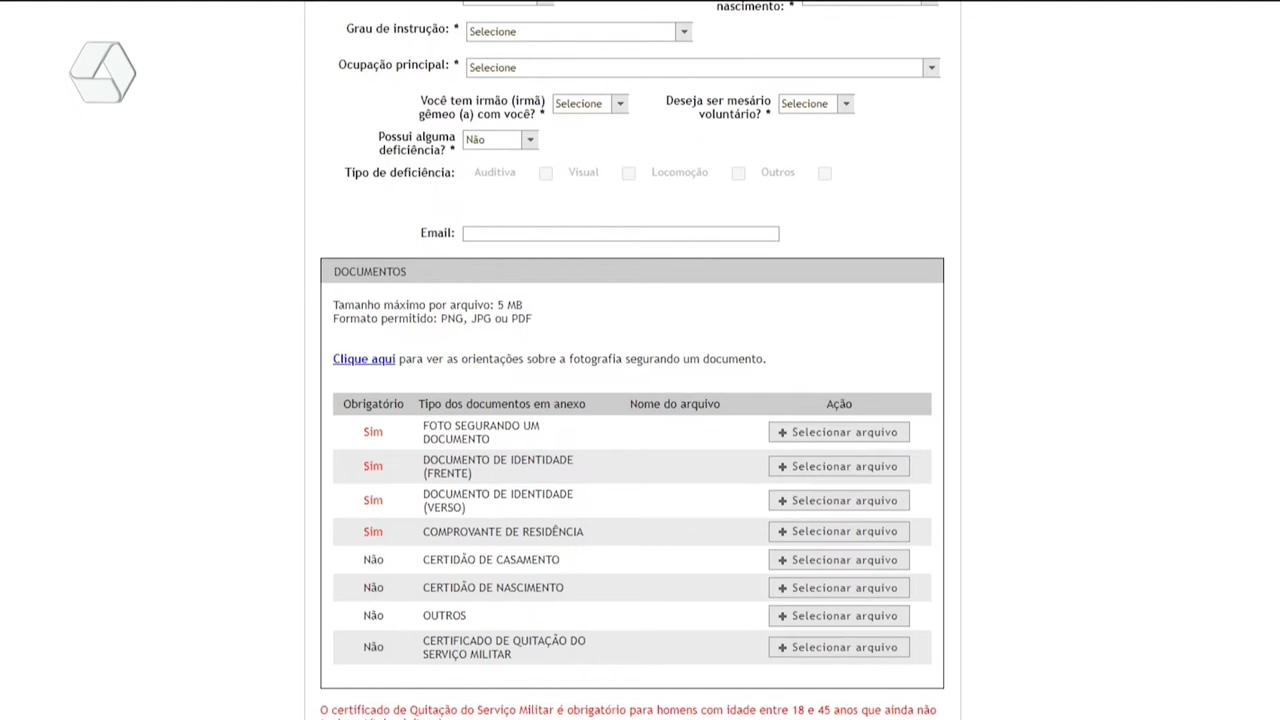 nascimento: *
Grau de instrução: * Selecione
Ocupação principal: * Selecione
Você tem irmão (irmã) gêmeo (a) com você? * Selecione
Deseja ser mesário voluntário? * Selecione
Possui alguma deficiência? * Não
Tipo de deficiência: Auditiva Visual Locomoção Outros
Email:
DOCUMENTOS
Tamanho máximo por arquivo: 5 MB
Formato permitido: PNG, JPG ou PDF
Clique aqui para ver as orientações sobre a fotografia segurando um documento.
Obrigatório Tipo dos documentos em anexo Nome do arquivo Ação
Sim FOTO SEGURANDO UM DOCUMENTO + Selecionar arquivo
Sim DOCUMENTO DE IDENTIDADE (FRENTE) + Selecionar arquivo
Sim DOCUMENTO DE IDENTIDADE (VERSO) + Selecionar arquivo
Sim COMPROVANTE DE RESIDÊNCIA + Selecionar arquivo
Não CERTIDÃO DE CASAMENTO + Selecionar arquivo
Não CERTIDÃO DE NASCIMENTO + Selecionar arquivo
Não OUTROS + Selecionar arquivo
Não CERTIFICADO DE QUITAÇÃO DO SERVIÇO MILITAR + Selecionar arquivo
O certificado de Quitação do Serviço Militar é obrigatório para homens com idade entre 18 e 45 anos que ainda não